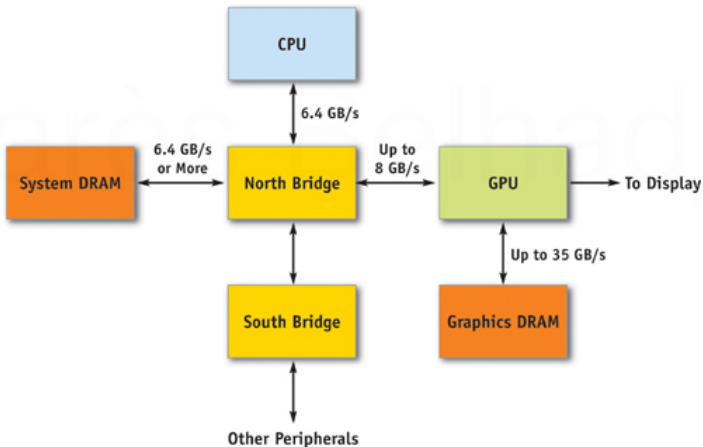 CPU
6.4 GB/s
6.4 GB/s
or More
Up to
8 GB/s
System DRAM
North Bridge
GPU
To Display
Up to 35 GB/s
South Bridge
Graphics DRAM
Other Peripherals